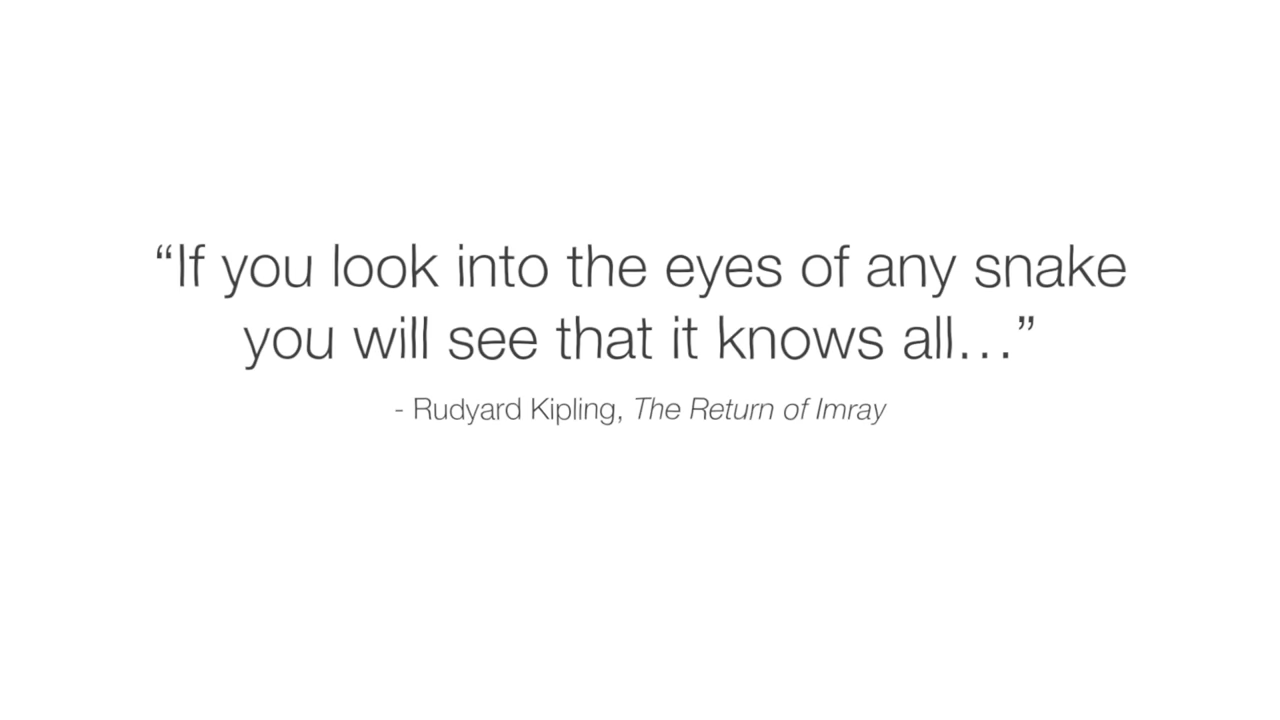 “If you look into the eyes of any snake
you will see that it knows all…”
- Rudyard Kipling, The Return of Imray